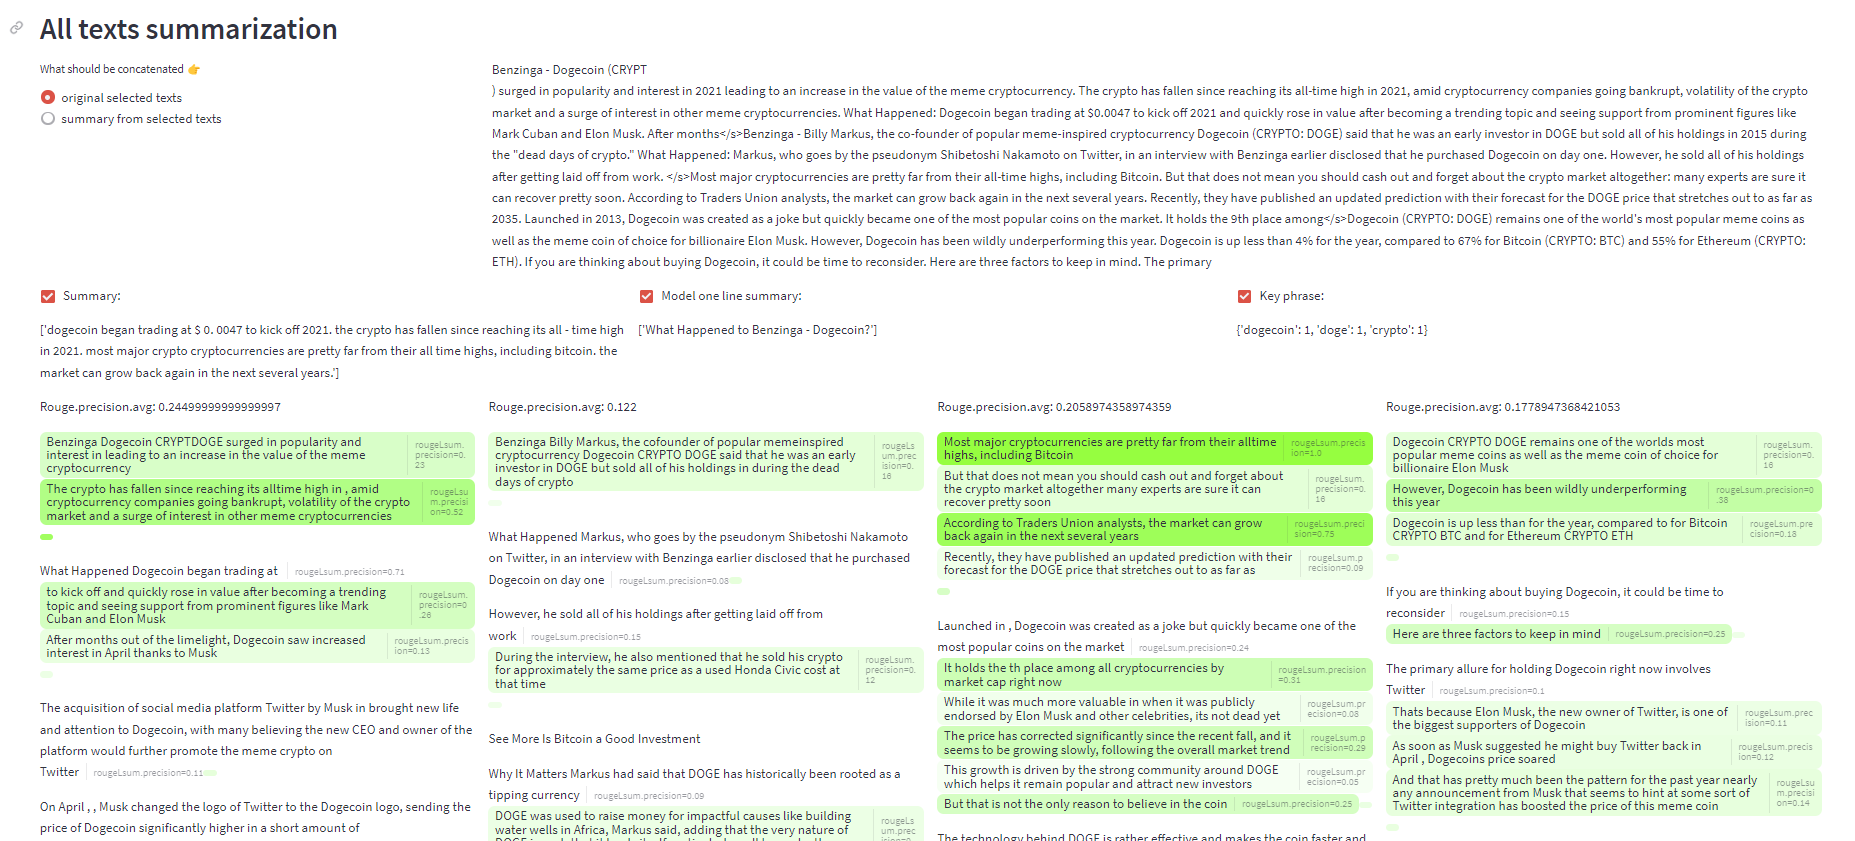 All texts summarization
What should be concatenated 👉
original selected texts
summary from selected texts
Benzinga - Dogecoin (CRYPT
) surged in popularity and interest in 2021 leading to an increase in the value of the meme cryptocurrency. The crypto has fallen since reaching its all-time high in 2021, amid cryptocurrency companies going bankrupt, volatility of the crypto
market and a surge of interest in other meme cryptocurrencies. What Happened: Dogecoin began trading at $0.0047 to kick off 2021 and quickly rose in value after becoming a trending topic and seeing support from prominent figures like
Mark Cuban and Elon Musk. After months</s>Benzinga - Billy Markus, the co-founder of popular meme-inspired cryptocurrency Dogecoin (CRYPTO: DOGE) said that he was an early investor in DOGE but sold all of his holdings in 2015 during
the "dead days of crypto." What Happened: Markus, who goes by the pseudonym Shibetoshi Nakamoto on Twitter, in an interview with Benzinga earlier disclosed that he purchased Dogecoin on day one. However, he sold all of his holdings
after getting laid off from work. </s>Most major cryptocurrencies are pretty far from their all-time highs, including Bitcoin. But that does not mean you should cash out and forget about the crypto market altogether: many experts are sure it
can recover pretty soon. According to Traders Union analysts, the market can grow back again in the next several years. Recently, they have published an updated prediction with their forecast for the DOGE price that stretches out to as far as
2035. Launched in 2013, Dogecoin was created as a joke but quickly became one of the most popular coins on the market. It holds the 9th place among</s>Dogecoin (CRYPTO: DOGE) remains one of the world's most popular meme coins as
well as the meme coin of choice for billionaire Elon Musk. However, Dogecoin has been wildly underperforming this year. Dogecoin is up less than 4% for the year, compared to 67% for Bitcoin (CRYPTO: BTC) and 55% for Ethereum (CRYPTO:
ETH). If you are thinking about buying Dogecoin, it could be time to reconsider. Here are three factors to keep in mind. The primary
Summary:
['dogecoin began trading at $ 0. 0047 to kick off 2021. the crypto has fallen since reaching its all - time high
in 2021. most major crypto cryptocurrencies are pretty far from their all time highs, including bitcoin. the
market can grow back again in the next several years.']
Model one line summary:
['What Happened to Benzinga - Dogecoin?']
Key phrase:
{'dogecoin': 1, 'doge': 1, 'crypto': 1}
Rouge.precision.avg: 0.24499999999999997
Benzinga Dogecoin CRYPTDOGE surged in popularity and
interest in leading to an increase in the value of the meme
cryptocurrency
rougeLsum.
precision=0.
23
The crypto has fallen since reaching its alltime high in , amid
cryptocurrency companies going bankrupt, volatility of the crypto
market and a surge of interest in other meme cryptocurrencies
rougeLsu
m.precisi
on=0.52
What Happened Dogecoin began trading at rougeLsum.precision=0.71
to kick off and quickly rose in value after becoming a trending
topic and seeing support from prominent figures like Mark
Cuban and Elon Musk
rougeLsum.
precision=0
.26
After months out of the limelight, Dogecoin saw increased
interest in April thanks to Musk
rougeLsum.precis
ion=0.13
The acquisition of social media platform Twitter by Musk in brought new life
and attention to Dogecoin, with many believing the new CEO and owner of the
platform would further promote the meme crypto on
Twitter rougeLsum.precision=0.11
On April , , Musk changed the logo of Twitter to the Dogecoin logo, sending the
price of Dogecoin significantly higher in a short amount of
Rouge.precision.avg: 0.122
Benzinga Billy Markus, the cofounder of popular memeinspired
cryptocurrency Dogecoin CRYPTO DOGE said that he was an early
investor in DOGE but sold all of his holdings in during the dead
days of crypto
rougeLs
um.prec
ision=0.
16
What Happened Markus, who goes by the pseudonym Shibetoshi Nakamoto
on Twitter, in an interview with Benzinga earlier disclosed that he purchased
Dogecoin on day one rougeLsum.precision=0.08
However, he sold all of his holdings after getting laid off from
work rougeLsum.precision=0.15
During the interview, he also mentioned that he sold his crypto
for approximately the same price as a used Honda Civic cost at
that time
rougeLsum.
precision=0.
12
See More Is Bitcoin a Good Investment
Why It Matters Markus had said that DOGE has historically been rooted as a
tipping currency rougeLsum.precision=0.09
DOGE was used to raise money for impactful causes like building
water wells in Africa, Markus said, adding that the very nature of
rougeLs
um.prec
Rouge.precision.avg: 0.2058974358974359
Most major cryptocurrencies are pretty far from their alltime
highs, including Bitcoin
rougeLsum.precis
ion=1.0
But that does not mean you should cash out and forget about
the crypto market altogether many experts are sure it can
recover pretty soon
rougeLsum.
precision=0.
16
According to Traders Union analysts, the market can grow
back again in the next several years
rougeLsum.preci
sion=0.75
Recently, they have published an updated prediction with their
forecast for the DOGE price that stretches out to as far as
rougeLsum.p
recision=0.09
Launched in , Dogecoin was created as a joke but quickly became one of the
most popular coins on the market rougeLsum.precision=0.24
It holds the th place among all cryptocurrencies by
market cap right now
rougeLsum.precision
=0.31
While it was much more valuable in when it was publicly
endorsed by Elon Musk and other celebrities, its not dead yet
rougeLsum.pr
ecision=0.08
The price has corrected significantly since the recent fall, and it
seems to be growing slowly, following the overall market trend
rougeLsum.p
recision=0.29
This growth is driven by the strong community around DOGE
which helps it remain popular and attract new investors
rougeLsum.pr
ecision=0.05
But that is not the only reason to believe in the coin rougeLsum.precision=0.25
The technology behind DOGE is rather effective and makes the coin faster and
Rouge.precision.avg: 0.1778947368421053
Dogecoin CRYPTO DOGE remains one of the worlds most
popular meme coins as well as the meme coin of choice for
billionaire Elon Musk
rougeLsum.
precision=0.
16
However, Dogecoin has been wildly underperforming
this year
rougeLsum.precision=0
.38
Dogecoin is up less than for the year, compared to for Bitcoin
CRYPTO BTC and for Ethereum CRYPTO ETH
rougeLsum.pre
cision=0.18
If you are thinking about buying Dogecoin, it could be time to
reconsider rougeLsum.precision=0.15
Here are three factors to keep in mind rougeLsum.precision=0.25
The primary allure for holding Dogecoin right now involves
Twitter rougeLsum.precision=0.1
Thats because Elon Musk, the new owner of Twitter, is one of
the biggest supporters of Dogecoin
rougeLsum.prec
ision=0.11
As soon as Musk suggested he might buy Twitter back in
April , Dogecoins price soared
rougeLsum.precis
ion=0.12
And that has pretty much been the pattern for the past year nearly
any announcement from Musk that seems to hint at some sort of
Twitter integration has boosted the price of this meme coin
rougeLsu
m.precisi
on=0.14